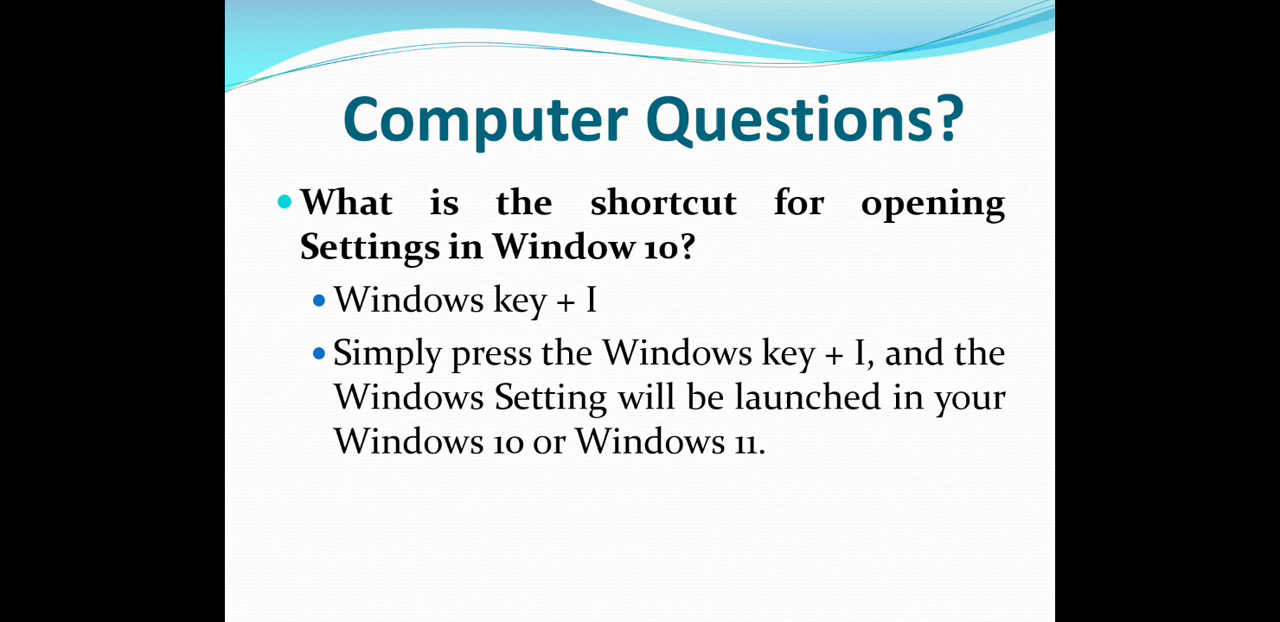 Computer Questions?
What is the shortcut for opening
Settings in Window 10?
Windows key + I
Simply press the Windows key + I, and the
Windows Setting will be launched in your
Windows 10 or Windows 11.